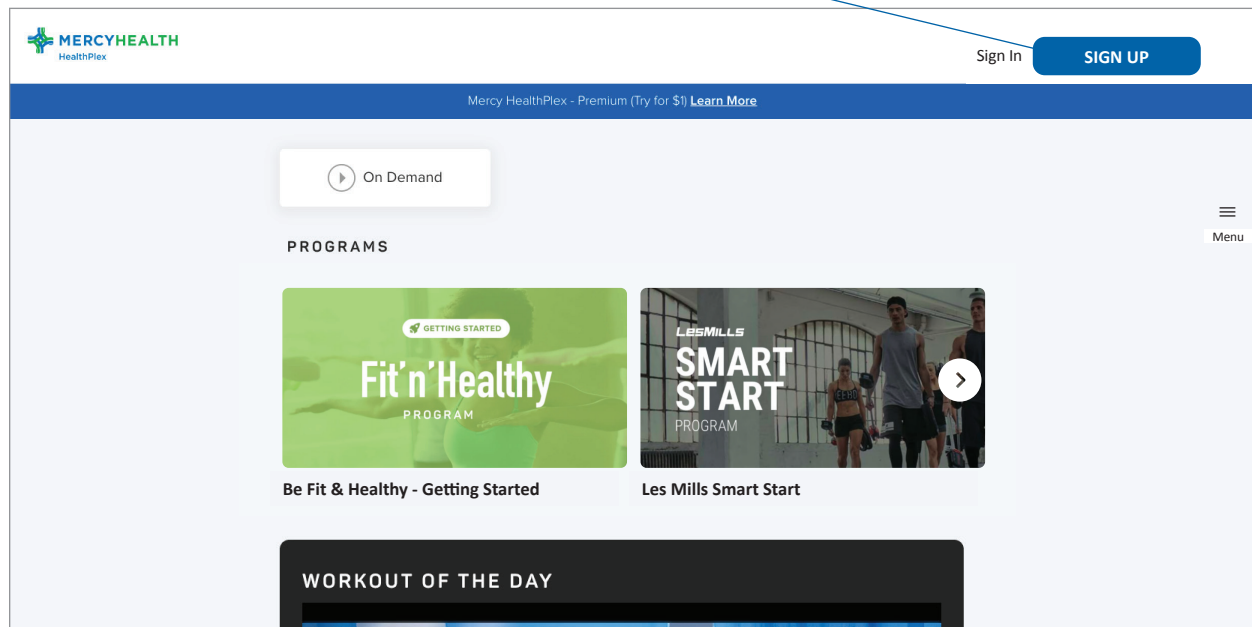 MERCYHEALTH
HealthPlex
Sign In
SIGN UP
Mercy HealthPlex - Premium (Try for $1) Learn More
On Demand
Menu
PROGRAMS
GETTING STARTED
Fit'n'Healthy
PROGRAM
LesMILLS
SMART
START
PROGRAM
Be Fit & Healthy - Getting Started
Les Mills Smart Start
WORKOUT OF THE DAY